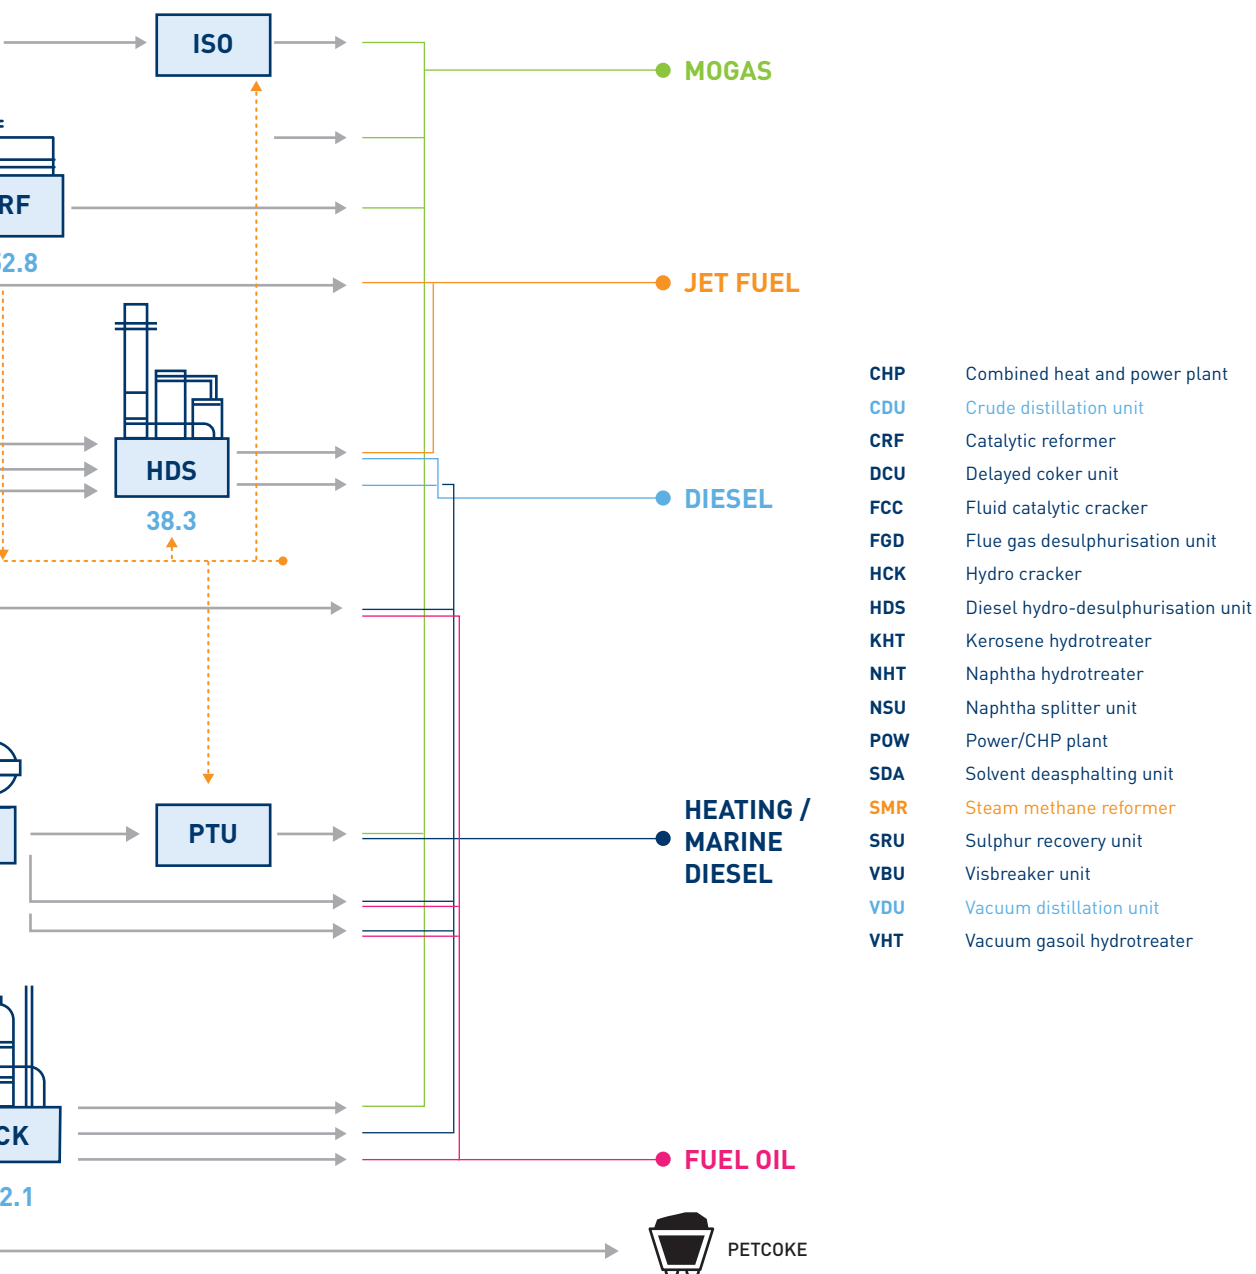 ISO
MOGAS
RF
2.8
JET FUEL
HDS
38.3
DIESEL
PTU
HEATING /
MARINE
DIESEL
CK
2.1
FUEL OIL
PETCOKE
CHP Combined heat and power plant
CDU Crude distillation unit
CRF Catalytic reformer
DCU Delayed coker unit
FCC Fluid catalytic cracker
FGD Flue gas desulphurisation unit
HCK Hydro cracker
HDS Diesel hydro-desulphurisation unit
KHT Kerosene hydrotreater
NHT Naphtha hydrotreater
NSU Naphtha splitter unit
POW Power/CHP plant
SDA Solvent deasphalting unit
SMR Steam methane reformer
SRU Sulphur recovery unit
VBU Visbreaker unit
VDU Vacuum distillation unit
VHT Vacuum gasoil hydrotreater